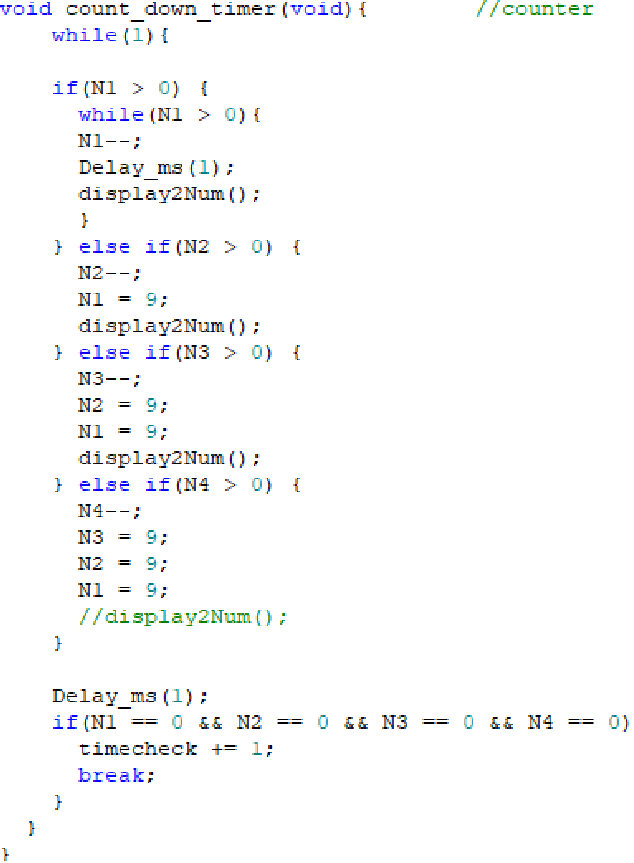 void count_down_timer(void){ //counter
while(1){
if(N1 > 0) {
while(N1 > 0){
N1--;
Delay_ms(1);
display2Num();
}
} else if(N2 > 0) {
N2--;
N1 = 9;
display2Num();
} else if(N3 > 0) {
N3--;
N2 = 9;
N1 = 9;
display2Num();
} else if(N4 > 0) {
N4--;
N3 = 9;
N2 = 9;
N1 = 9;
//display2Num();
}
Delay_ms(1);
if(N1 == 0 && N2 == 0 && N3 == 0 && N4 == 0)
timecheck += 1;
break;
}
}
}